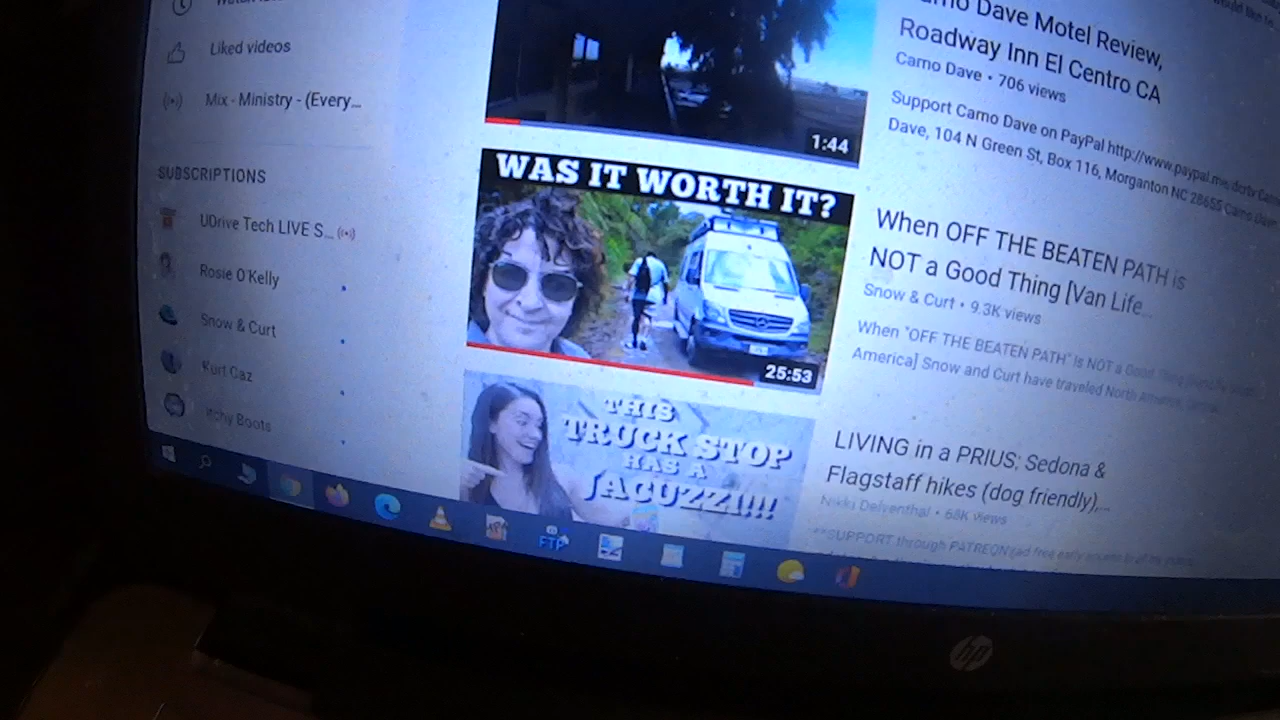 Liked videos
Mix - Ministry - (Every...
SUBSCRIPTIONS
UDrive Tech LIVE S...
Rosie O'Kelly
Snow & Curt
Kurt Caz
Itchy Boots
Dave Motel Review,
Roadway Inn El Centro CA
Camo Dave • 706 views
Support Camo Dave on PayPal http://www.paypal.me/dcrtv
Dave, 104 N Green St, Box 116, Morganton NC 28655
1:44
WAS IT WORTH IT?
25:53
When OFF THE BEATEN PATH is
NOT a Good Thing [Van Life...
Snow & Curt • 9.3K views
When "OFF THE BEATEN PATH" is NOT a Good Thing
America] Snow and Curt have traveled North America,
THIS
TRUCK STOP
HAS A
JACUZZI!!!
LIVING in a PRIUS; Sedona &
Flagstaff hikes (dog friendly),...
Nikki Delventhal • 68K views
**SUPPORT through PATREON
FTP
hp